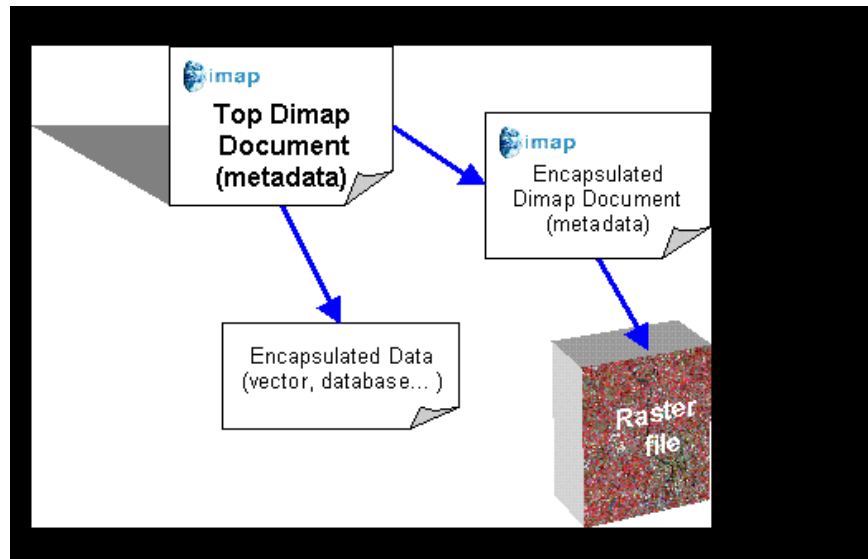 imap
Top Dimap
Document
(metadata)
imap
Encapsulated
Dimap Document
(metadata)
Encapsulated Data
(vector, database... )
Raster
file